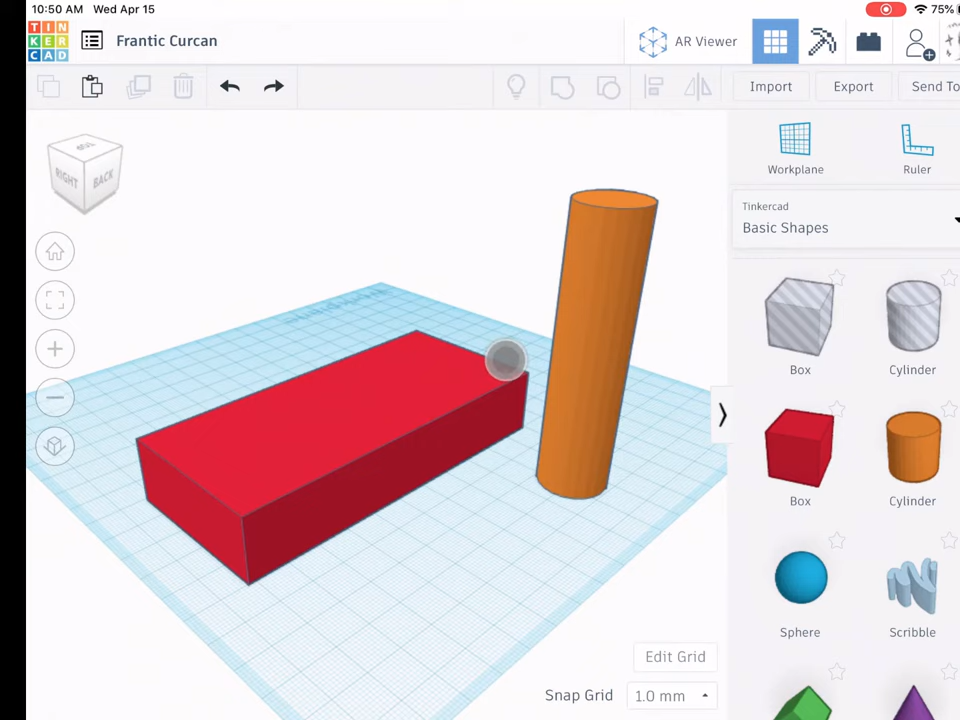 10:50 AM Wed Apr 15
75%
TIN
KER
CAD
Frantic Curcan
AR Viewer
Import
Export
Send To
RIGHT
BACK
Workplane
Ruler
Tinkercad
Basic Shapes
Box
Cylinder
Box
Cylinder
Sphere
Scribble
Edit Grid
Snap Grid
1.0 mm